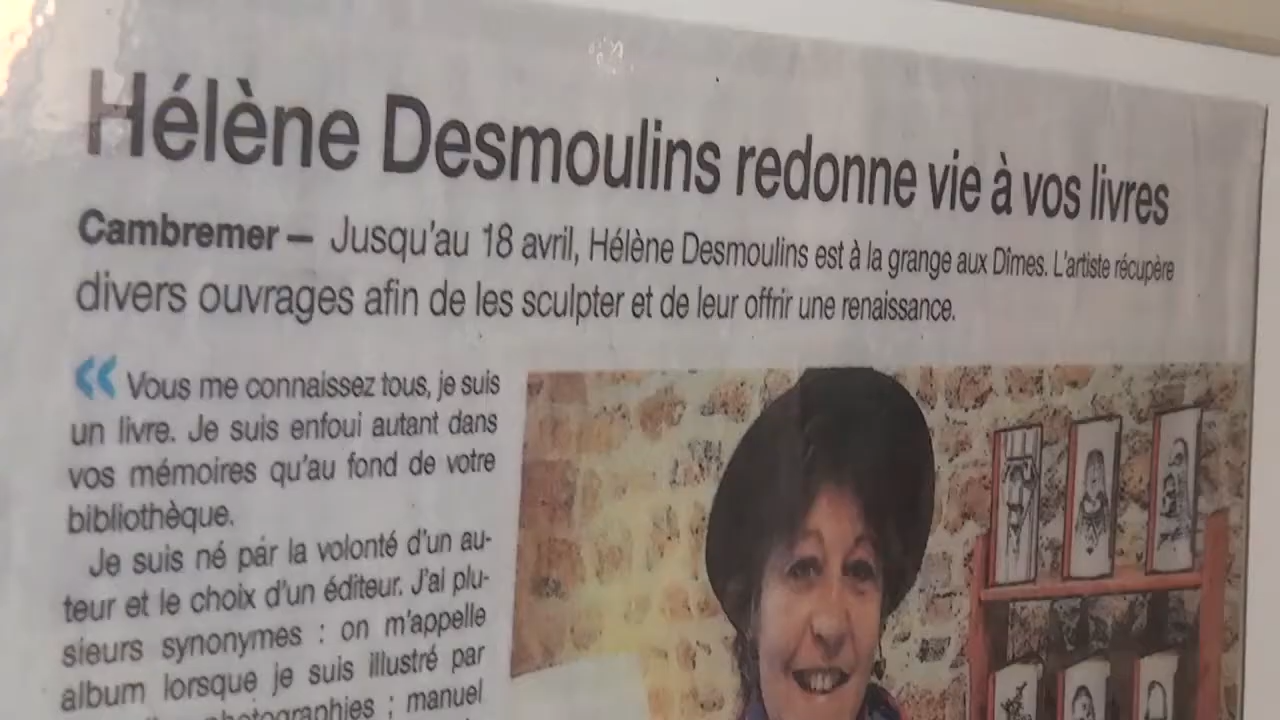 Hélène Desmoulins redonne vie à vos livres
Cambremer — Jusqu'au 18 avril, Hélène Desmoulins est à la grange aux Dîmes. L'artiste récupère
divers ouvrages afin de les sculpter et de leur offrir une renaissance.
« Vous me connaissez tous, je suis
un livre. Je suis enfoui autant dans
vos mémoires qu'au fond de votre
bibliothèque.
Je suis né par la volonté d'un au-
teur et le choix d'un éditeur. J'ai plu-
sieurs synonymes : on m'appelle
album lorsque je suis illustré par
photographies ; manuel